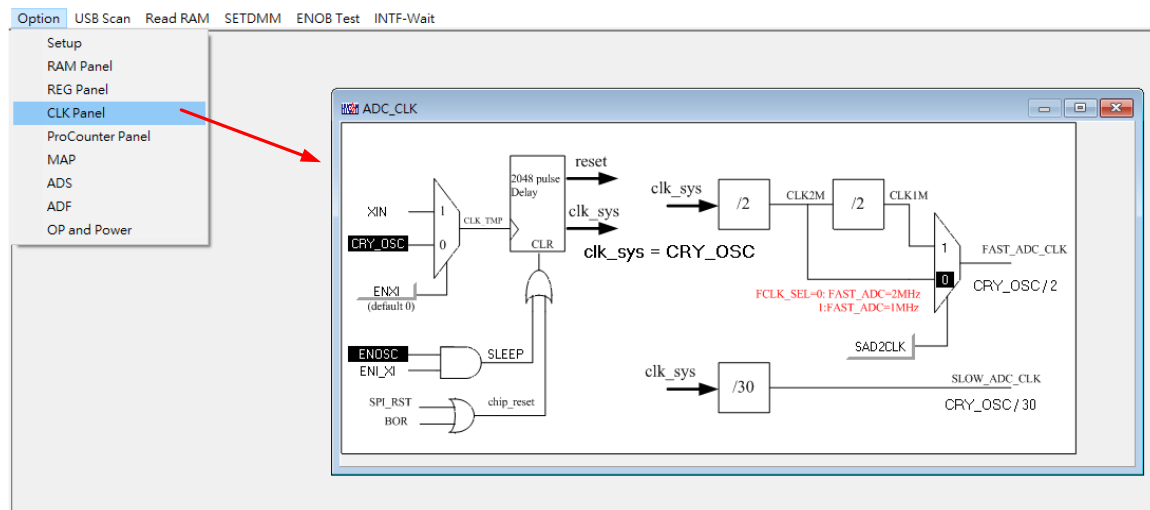 Option USB Scan Read RAM SETDMM ENOB Test INTF-Wait
Setup
RAM Panel
REG Panel
CLK Panel
ProCounter Panel
MAP
ADS
ADF
OP and Power
ADC_CLK
XIN
CRY_OSC
1
0
CLK_TMP
ENXI
(default 0)
2048 pulse
Delay
CLR
reset
clk_sys
clk_sys = CRY_OSC
ENOSC
ENI_XI
SLEEP
SPI_RST
BOR
chip_reset
clk_sys
/2
CLK2M
/2
CLK1M
1
0
FAST_ADC_CLK
CRY_OSC/2
FCLK_SEL=0: FAST_ADC=2MHz
1:FAST_ADC=1MHz
SAD2CLK
clk_sys
/30
SLOW_ADC_CLK
CRY_OSC/30